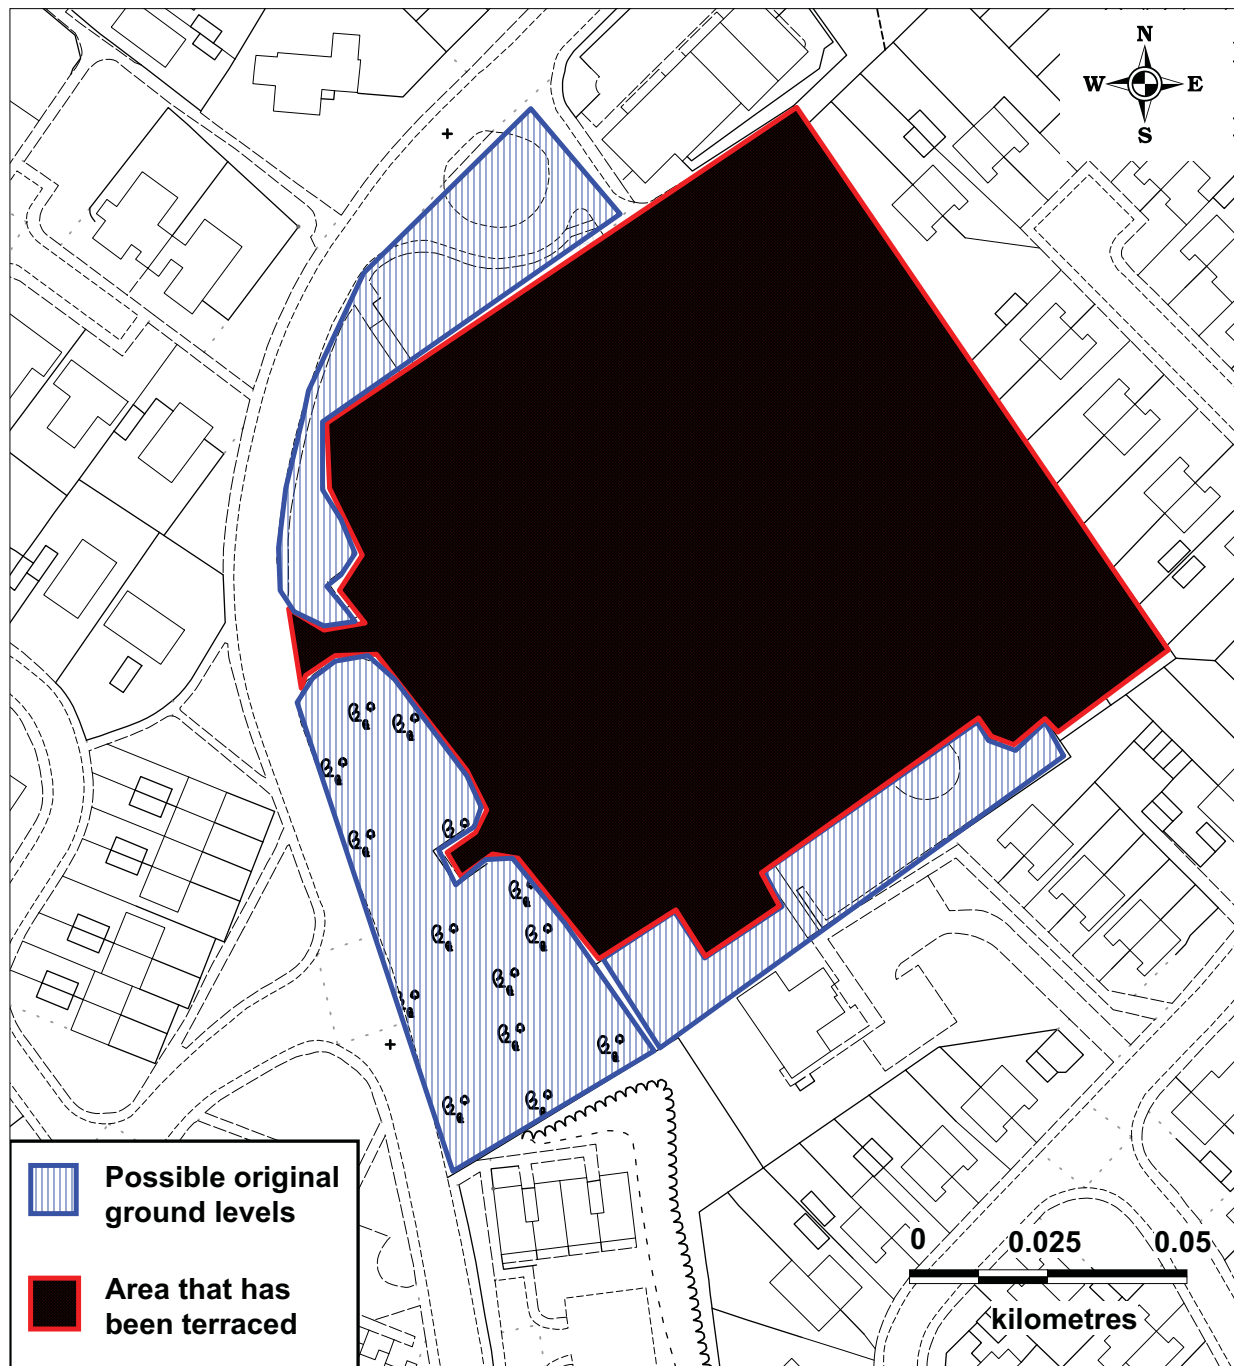 N
W E
S
Possible original
ground levels
Area that has
been terraced
0 0.025 0.05
kilometres